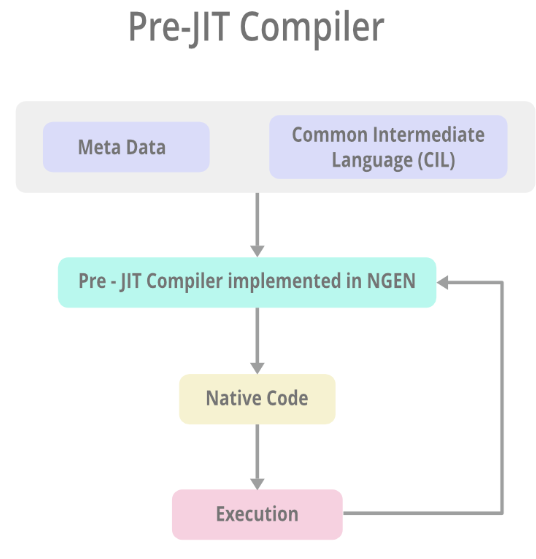 Pre-JIT Compiler
Meta Data
Common Intermediate
Language (CIL)
Pre - JIT Compiler implemented in NGEN
Native Code
Execution